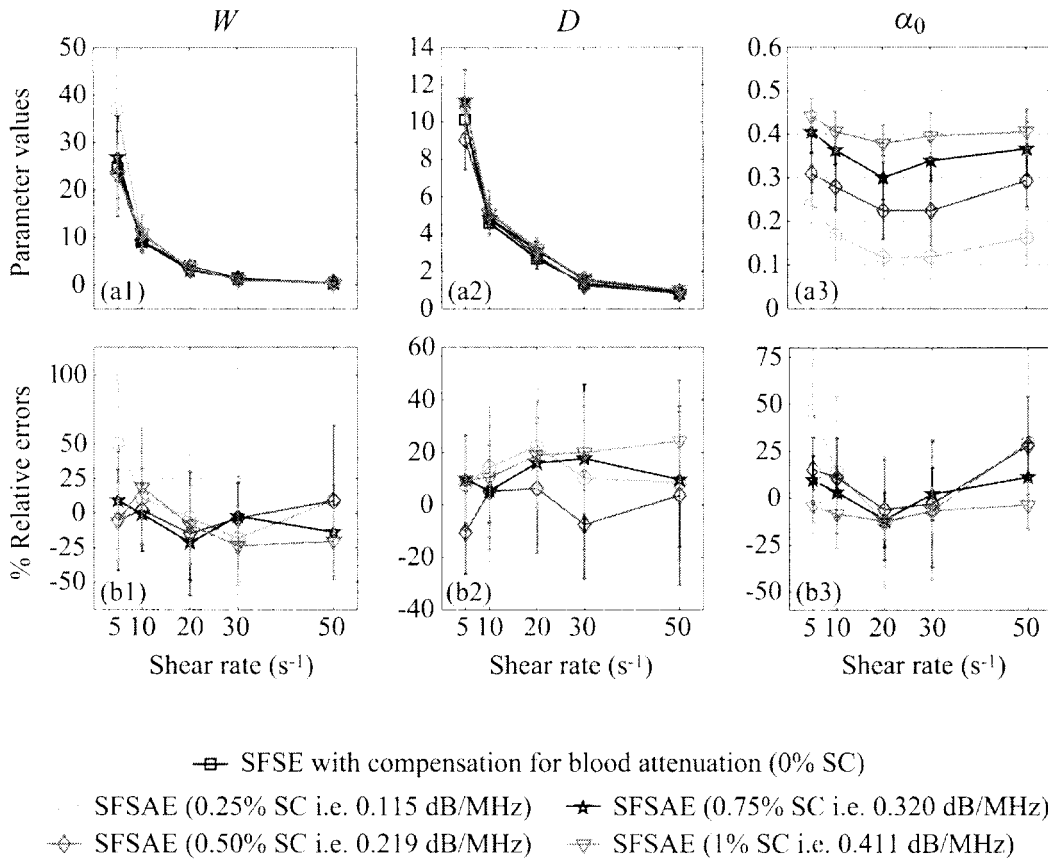 W D α₀
Parameter values
50
40
30
20
10
0
(a1)
14
12
10
8
6
4
2
0
(a2)
0.6
0.5
0.4
0.3
0.2
0.1
0
(a3)
% Relative errors
100
50
25
0
-25
-50
(b1)
60
40
20
0
-20
-40
(b2)
75
50
25
0
-25
-50
(b3)
5 10 20 30 50
5 10 20 30 50
5 10 20 30 50
Shear rate (s⁻¹) Shear rate (s⁻¹) Shear rate (s⁻¹)
SFSE with compensation for blood attenuation (0% SC)
SFSAE (0.25% SC i.e. 0.115 dB/MHz) SFSAE (0.75% SC i.e. 0.320 dB/MHz)
SFSAE (0.50% SC i.e. 0.219 dB/MHz) SFSAE (1% SC i.e. 0.411 dB/MHz)